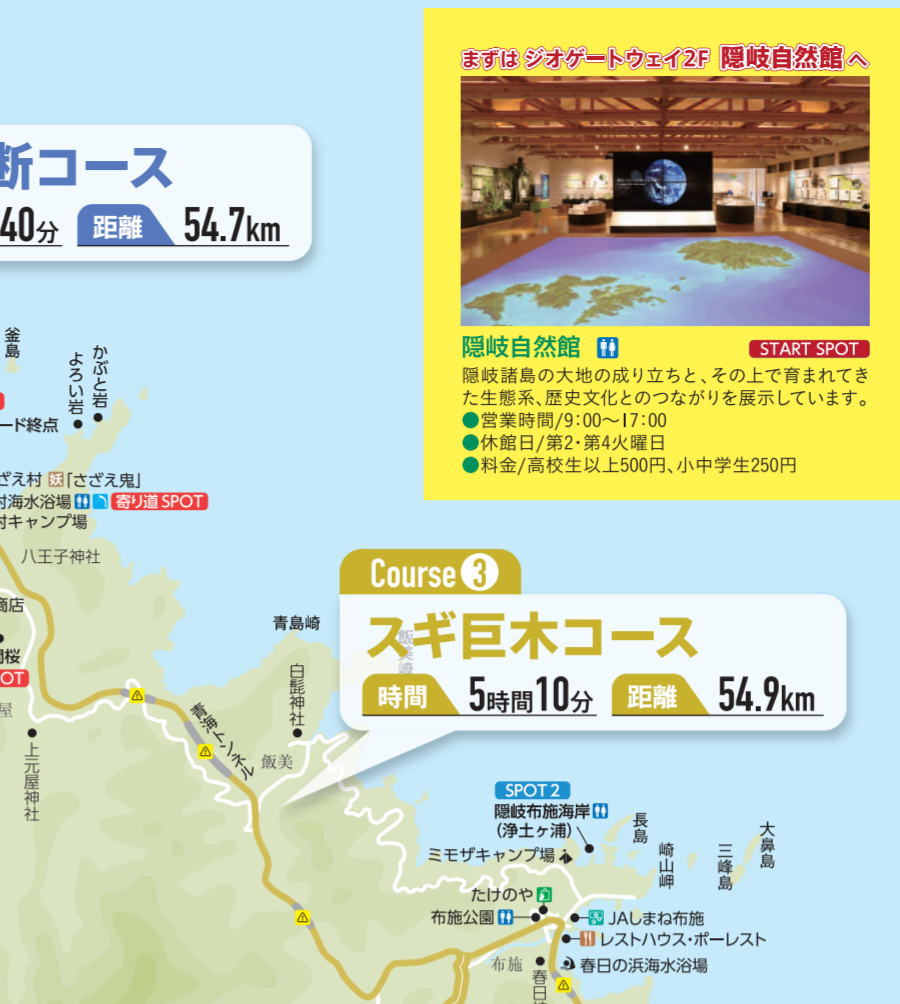 まずは ジオゲートウェイ2F 隠岐自然館 へ
隠岐自然館
START SPOT
隠岐諸島の大地の成り立ちと、その上で育まれてき
た生態系、歴史文化とのつながりを展示しています。
●営業時間/9:00〜17:00
●休館日/第2・第4火曜日
●料金/高校生以上500円、小中学生250円
断コース
40分 距離 54.7km
釜島
よろい岩
かぶと岩
ード終点
ざえ村 妖「さざえ鬼」
村海水浴場 寄り道SPOT
村キャンプ場
八王子神社
商店
桜
OT
屋
上元屋神社
Course 3
スギ巨木コース
時間 5時間10分 距離 54.9km
青島崎
飯美崎
白髭神社
青海トンネル
飯美
SPOT 2
隠岐布施海岸
(浄土ヶ浦)
ミモザキャンプ場
長島
崎山岬
三峰島
大鼻島
たけのや
布施公園
JAしまね布施
レストハウス・ポーレスト
布施
春日の浜海水浴場
春日